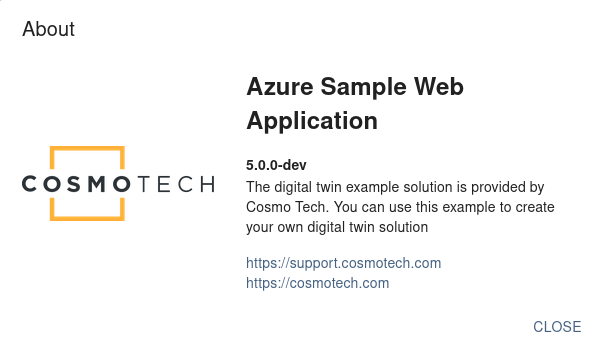 About
Azure Sample Web
Application
COSMOTECH
5.0.0-dev
The digital twin example solution is provided by
Cosmo Tech. You can use this example to create
your own digital twin solution
https://support.cosmotech.com
https://cosmotech.com
CLOSE